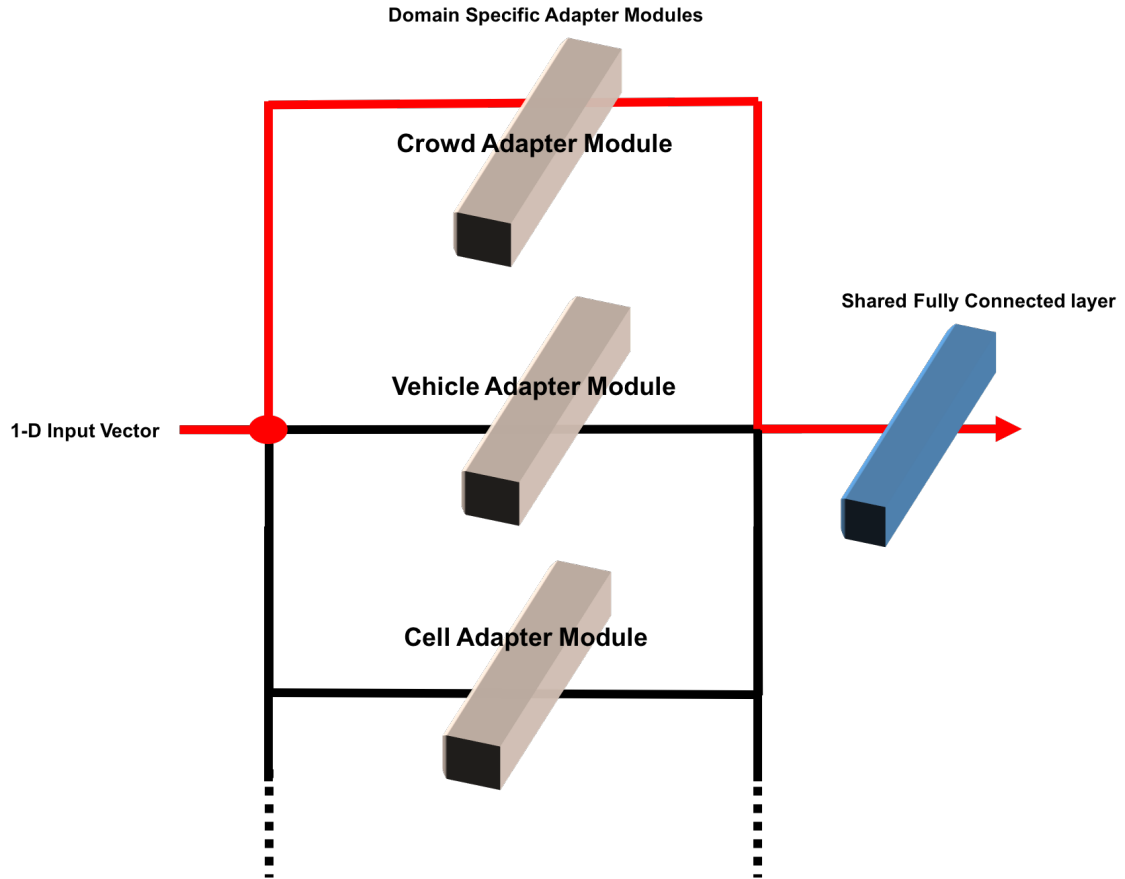 Domain Specific Adapter Modules
Crowd Adapter Module
Shared Fully Connected layer
Vehicle Adapter Module
1-D Input Vector
Cell Adapter Module